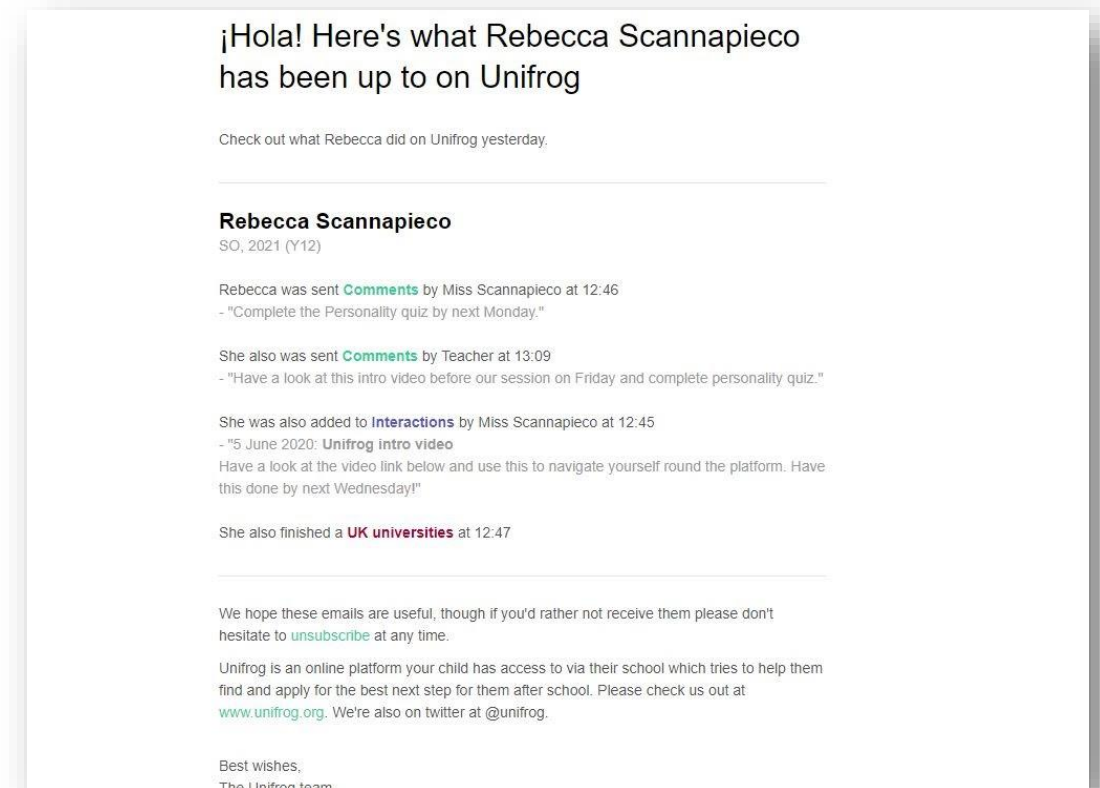 ¡Hola! Here's what Rebecca Scannapieco
has been up to on Unifrog
Check out what Rebecca did on Unifrog yesterday.
Rebecca Scannapieco
SO, 2021 (Y12)
Rebecca was sent Comments by Miss Scannapieco at 12:46
- "Complete the Personality quiz by next Monday."
She also was sent Comments by Teacher at 13:09
- "Have a look at this intro video before our session on Friday and complete personality quiz."
She was also added to Interactions by Miss Scannapieco at 12:45
- "5 June 2020: Unifrog intro video
Have a look at the video link below and use this to navigate yourself round the platform. Have
this done by next Wednesday!"
She also finished a UK universities at 12:47
We hope these emails are useful, though if you'd rather not receive them please don't
hesitate to unsubscribe at any time.
Unifrog is an online platform your child has access to via their school which tries to help them
find and apply for the best next step for them after school. Please check us out at
www.unifrog.org. We're also on twitter at @unifrog.
Best wishes,
The Unifrog team